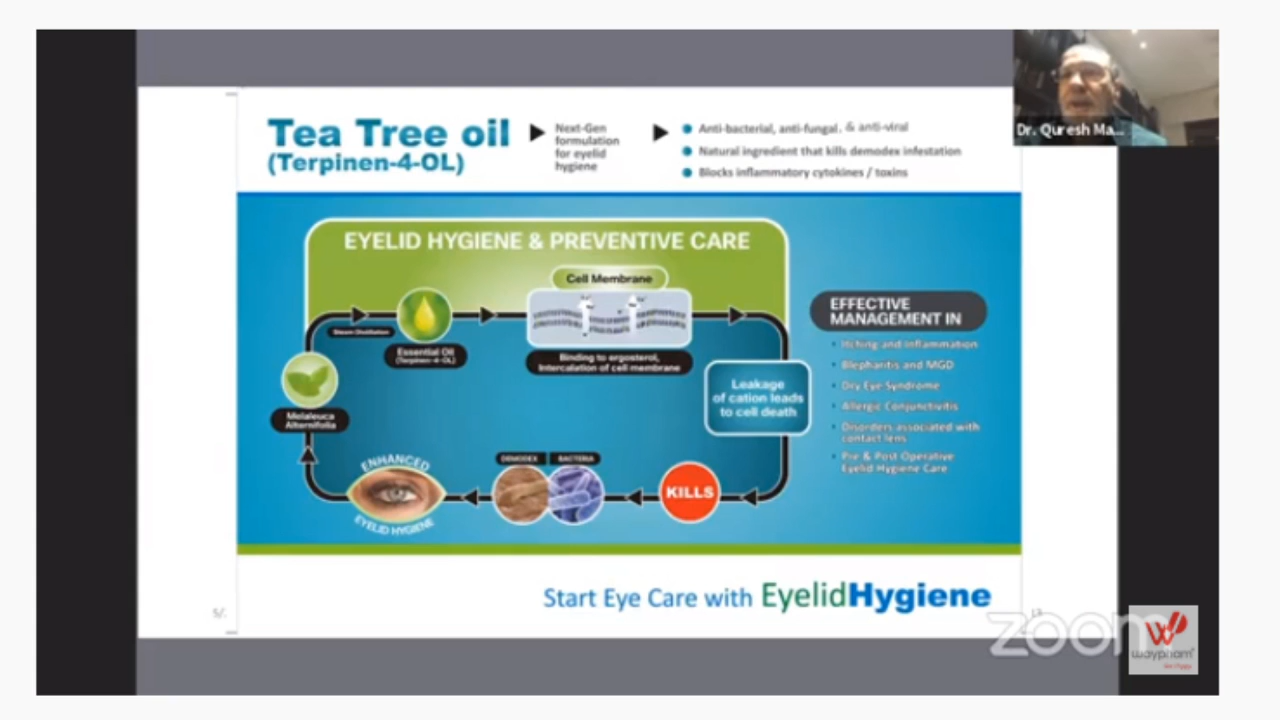 Tea Tree oil
(Terpinen-4-OL)
Next-Gen
formulation
for eyelid
hygiene
Anti-bacterial, anti-fungal, & anti-viral
Natural ingredient that kills demodex infestation
Blocks inflammatory cytokines / toxins
Dr. Quresh Ma...
EYELID HYGIENE & PREVENTIVE CARE
Cell Membrane
Steam Distillation
Essential Oil
(Terpinen-4-OL)
Binding to ergosterol,
Intercalation of cell membrane
Melaleuca
Alternifolia
Leakage
of cation leads
to cell death
KILLS
DEMODEX
BACTERIA
ENHANCED
EYELID HYGIENE
EFFECTIVE
MANAGEMENT IN
Itching and Inflammation
Blepharitis and MGD
Dry Eye Syndrome
Allergic Conjunctivitis
Disorders associated with
contact lens
Pre & Post Operative
Eyelid Hygiene Care
Start Eye Care with EyelidHygiene
zoom
waypham